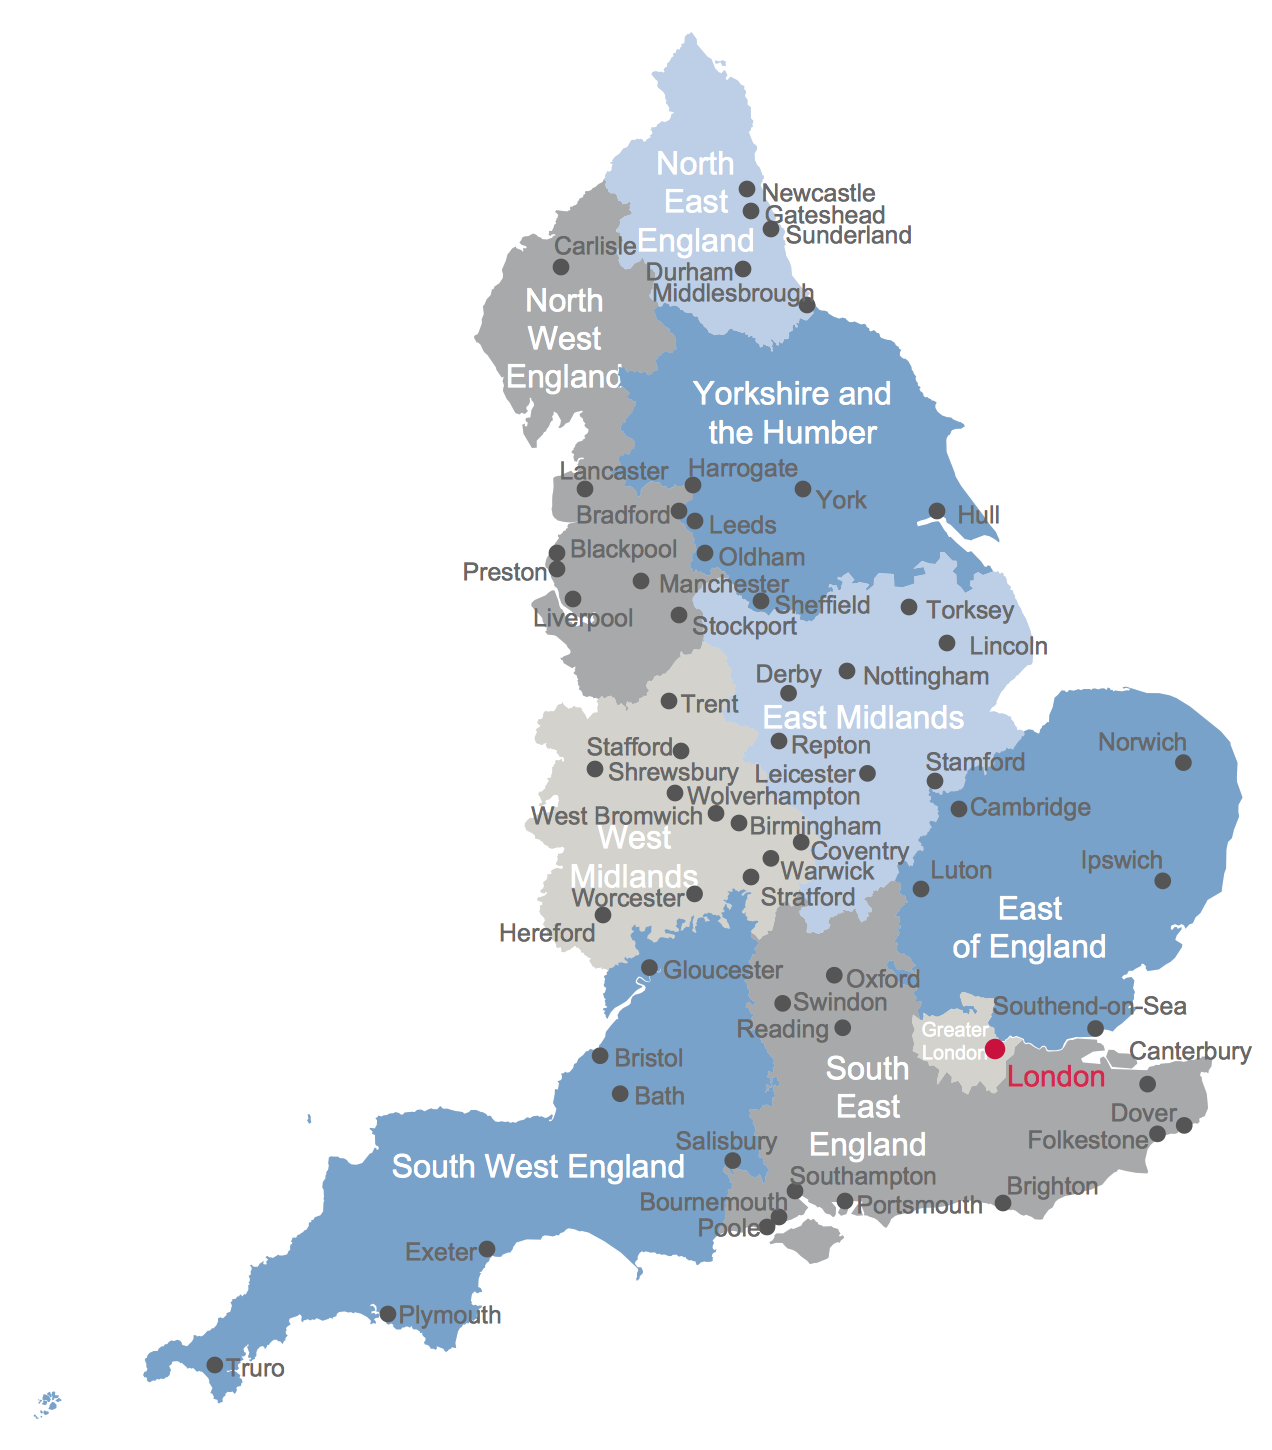 North
East
England
Newcastle
Gateshead
Sunderland
Carlisle
Durham
Middlesbrough
North
West
England
Yorkshire and
the Humber
Lancaster
Harrogate
York
Bradford
Leeds
Hull
Blackpool
Oldham
Preston
Manchester
Sheffield
Torksey
Liverpool
Stockport
Lincoln
Derby
Nottingham
Trent
East Midlands
Stafford
Repton
Norwich
Shrewsbury
Leicester
Stamford
Wolverhampton
Cambridge
West Bromwich
Birmingham
West
Midlands
Coventry
Warwick
Ipswich
Luton
Worcester
Stratford
East
of England
Hereford
Gloucester
Oxford
Swindon
Southend-on-Sea
Reading
Greater
London
Bristol
Canterbury
South
East
England
London
Bath
Dover
Salisbury
Folkestone
South West England
Southampton
Brighton
Bournemouth
Portsmouth
Poole
Exeter
Plymouth
Truro